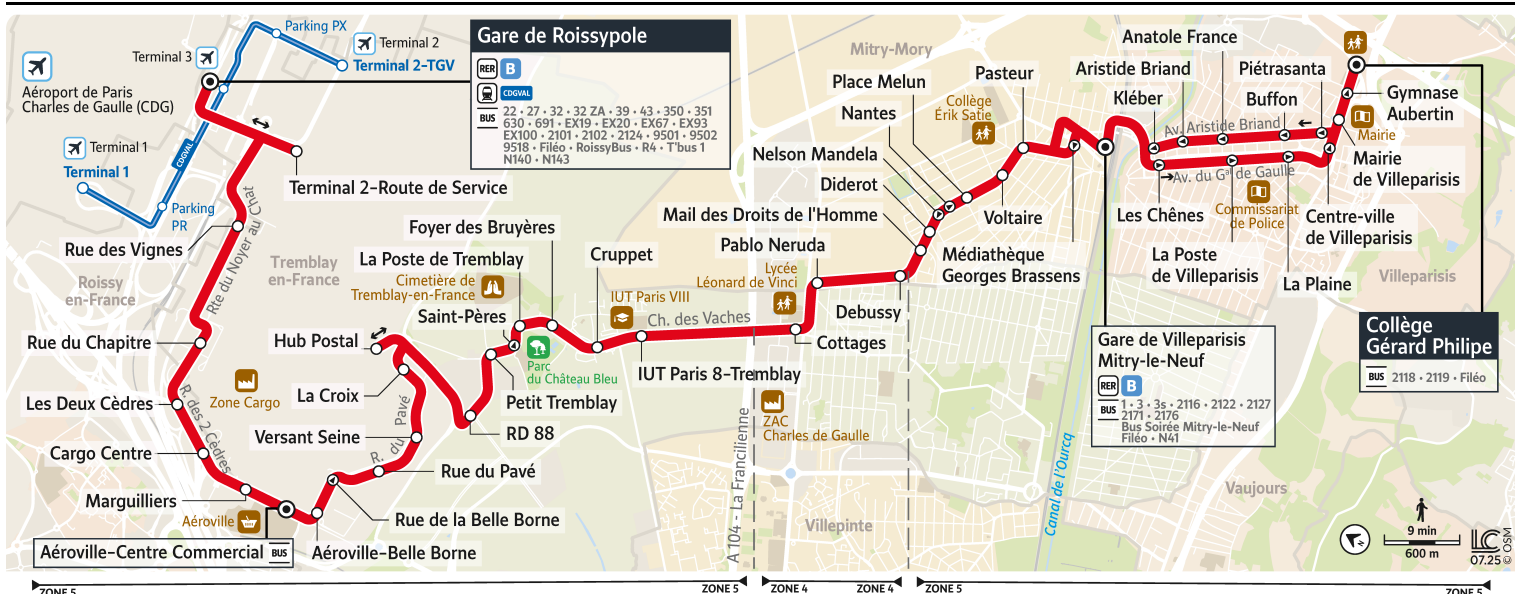 Parking PX
Terminal 2
Terminal 2-TGV
Terminal 3
Aéroport de Paris
Charles de Gaulle (CDG)
Terminal 1
Terminal 1
CDGVAL
Parking
PR
Gare de Roissypole
RER B
CDGVAL
BUS
22 • 27 • 32 • 32 ZA • 39 • 43 • 350 • 351
630 • 691 • EX19 • EX20 • EX67 • EX93
EX100 • 2101 • 2102 • 2124 • 9501 • 9502
9518 • Filéo • RoissyBus • R4 • T'bus 1
N140 • N143
Terminal 2–Route de Service
Rue des Vignes
Rte du Noyer au Chat
Roissy
en-France
Tremblay
en-France
Rue du Chapitre
Les Deux Cèdres
R. des 2 Cèdres
Zone Cargo
Cargo Centre
Marguilliers
Aéroville
Aéroville–Centre Commercial BUS
Aéroville–Belle Borne
Rue de la Belle Borne
Rue du Pavé
R. du Pavé
Versant Seine
La Croix
Hub Postal
RD 88
Petit Tremblay
Saint-Pères
Cimetière de
Tremblay-en-France
La Poste de Tremblay
Foyer des Bruyères
Parc
du Château Bleu
Cruppet
IUT Paris VIII
Ch. des Vaches
IUT Paris 8–Tremblay
Cottages
Pablo Neruda
Lycée
Léonard de Vinci
Debussy
ZAC
Charles de Gaulle
A 104 - La Francilienne
Villepinte
Mail des Droits de l'Homme
Diderot
Nelson Mandela
Nantes
Place Melun
Mitry-Mory
Collège
Érik Satie
Pasteur
Voltaire
Médiathèque
Georges Brassens
Gare de Villeparisis
Mitry-le-Neuf
RER B
BUS
1 • 3 • 3s • 2116 • 2122 • 2127
2171 • 2176
Bus Soirée Mitry-le-Neuf
Filéo • N41
Canal de l'Ourcq
Kléber
Aristide Briand
Anatole France
Buffon
Piétrasanta
Av. Aristide Briand
Av. du Gal de Gaulle
Les Chênes
La Poste
de Villeparisis
Commissariat
de Police
La Plaine
Centre-ville
de Villeparisis
Mairie
de Villeparisis
Mairie
Gymnase
Aubertin
Villeparisis
Collège
Gérard Philipe
BUS
2118 • 2119 • Filéo
Vaujours
9 min
600 m
LC
07.25
© OSM
ZONE 5
ZONE 5
ZONE 4
ZONE 4
ZONE 5
ZONE 5